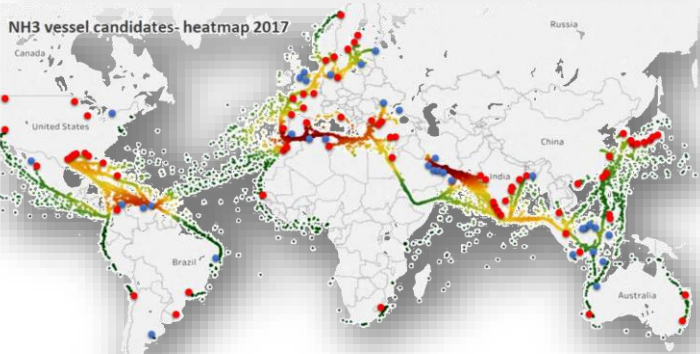 NH3 vessel candidates- heatmap 2017
Russia
Canada
United States
China
India
Brazil
Australia